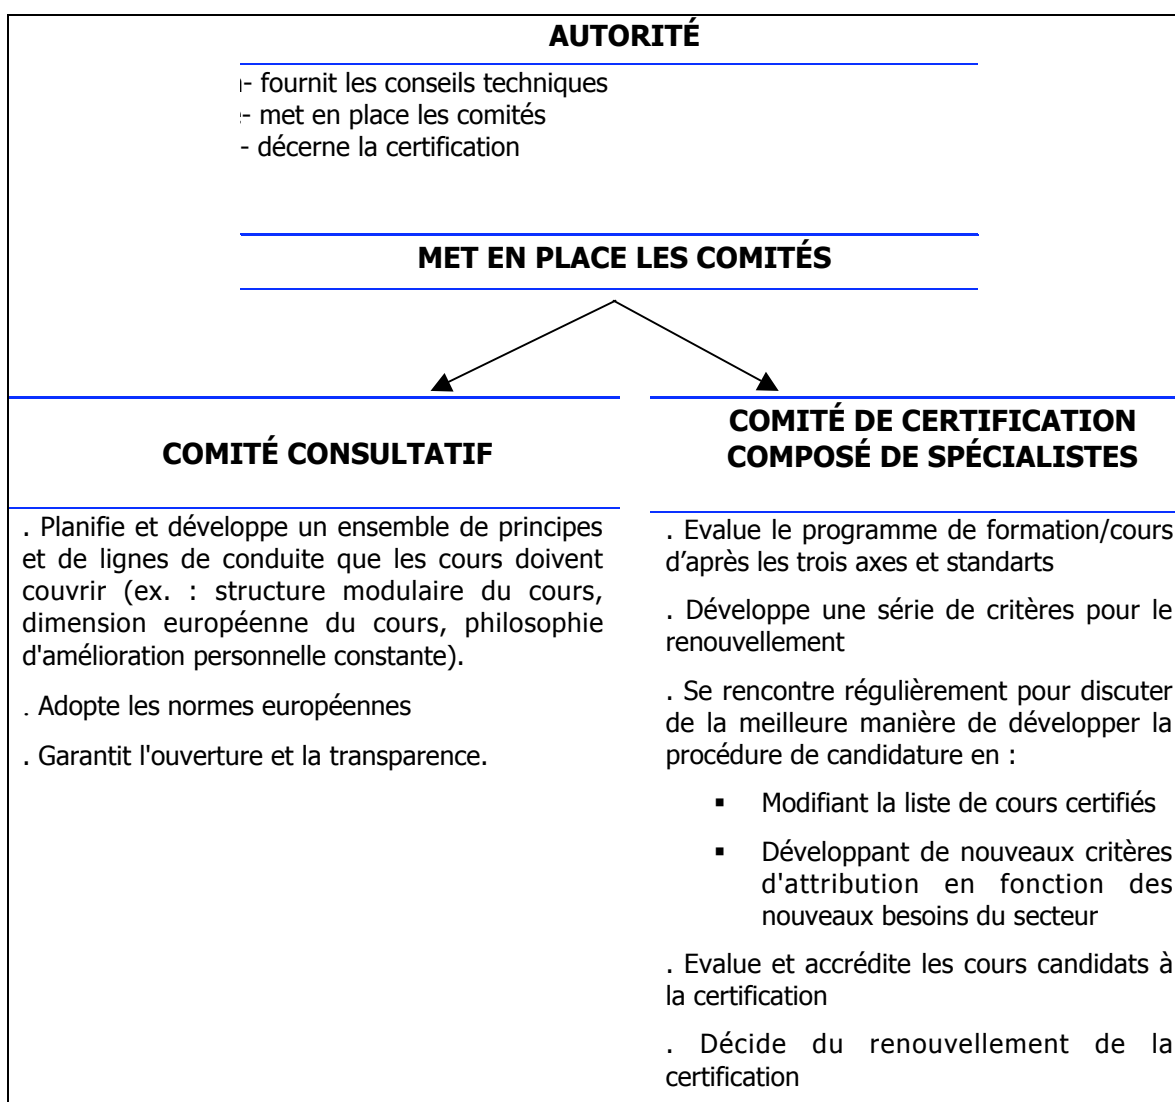 AUTORITÉ
- fournit les conseils techniques
- met en place les comités
- décerne la certification
MET EN PLACE LES COMITÉS
COMITÉ CONSULTATIF
. Planifie et développe un ensemble de principes
et de lignes de conduite que les cours doivent
couvrir (ex. : structure modulaire du cours,
dimension européenne du cours, philosophie
d'amélioration personnelle constante).
. Adopte les normes européennes
. Garantit l'ouverture et la transparence.
COMITÉ DE CERTIFICATION
COMPOSÉ DE SPÉCIALISTES
. Evalue le programme de formation/cours
d’après les trois axes et standarts
. Développe une série de critères pour le
renouvellement
. Se rencontre régulièrement pour discuter
de la meilleure manière de développer la
procédure de candidature en :
▪ Modifiant la liste de cours certifiés
▪ Développant de nouveaux critères
d'attribution en fonction des
nouveaux besoins du secteur
. Evalue et accrédite les cours candidats à
la certification
. Décide du renouvellement de la
certification